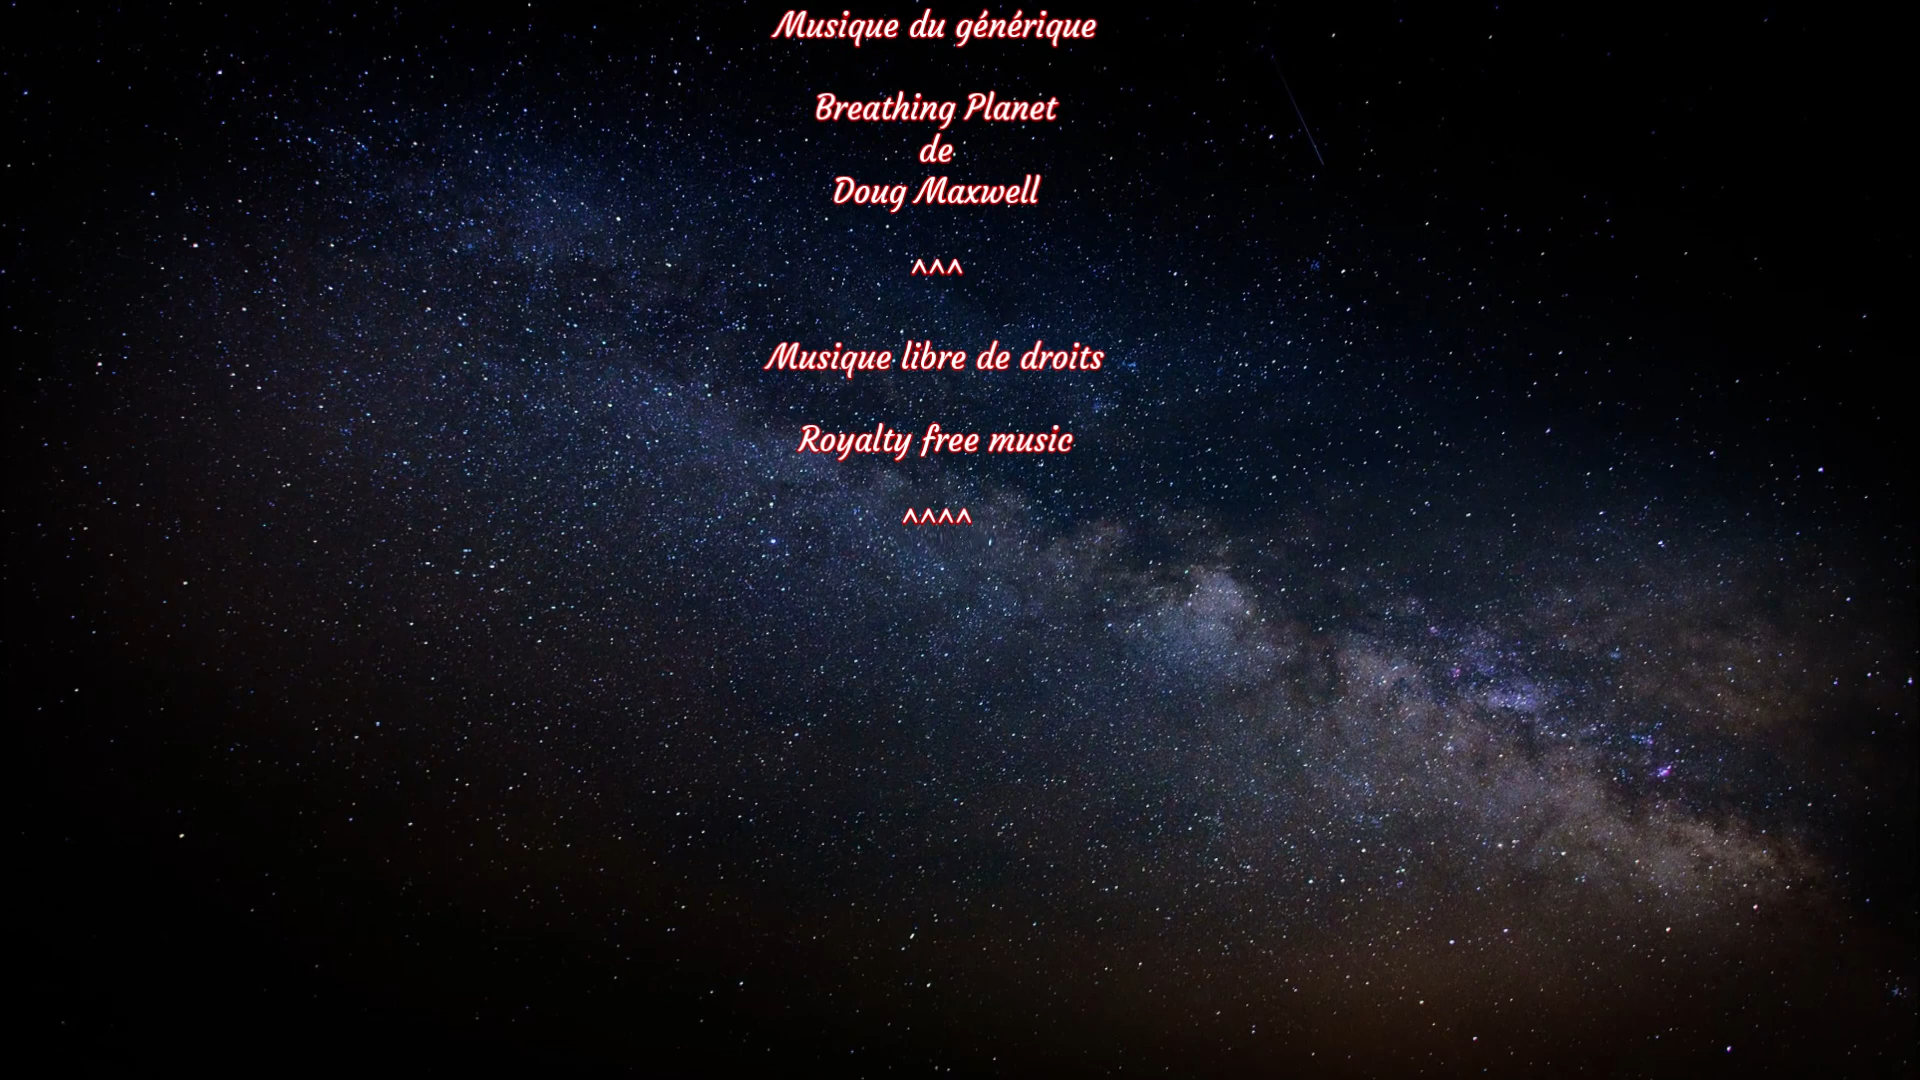 Musique du générique
Breathing Planet
de
Doug Maxwell
^^^
Musique libre de droits
Royalty free music
^^^^